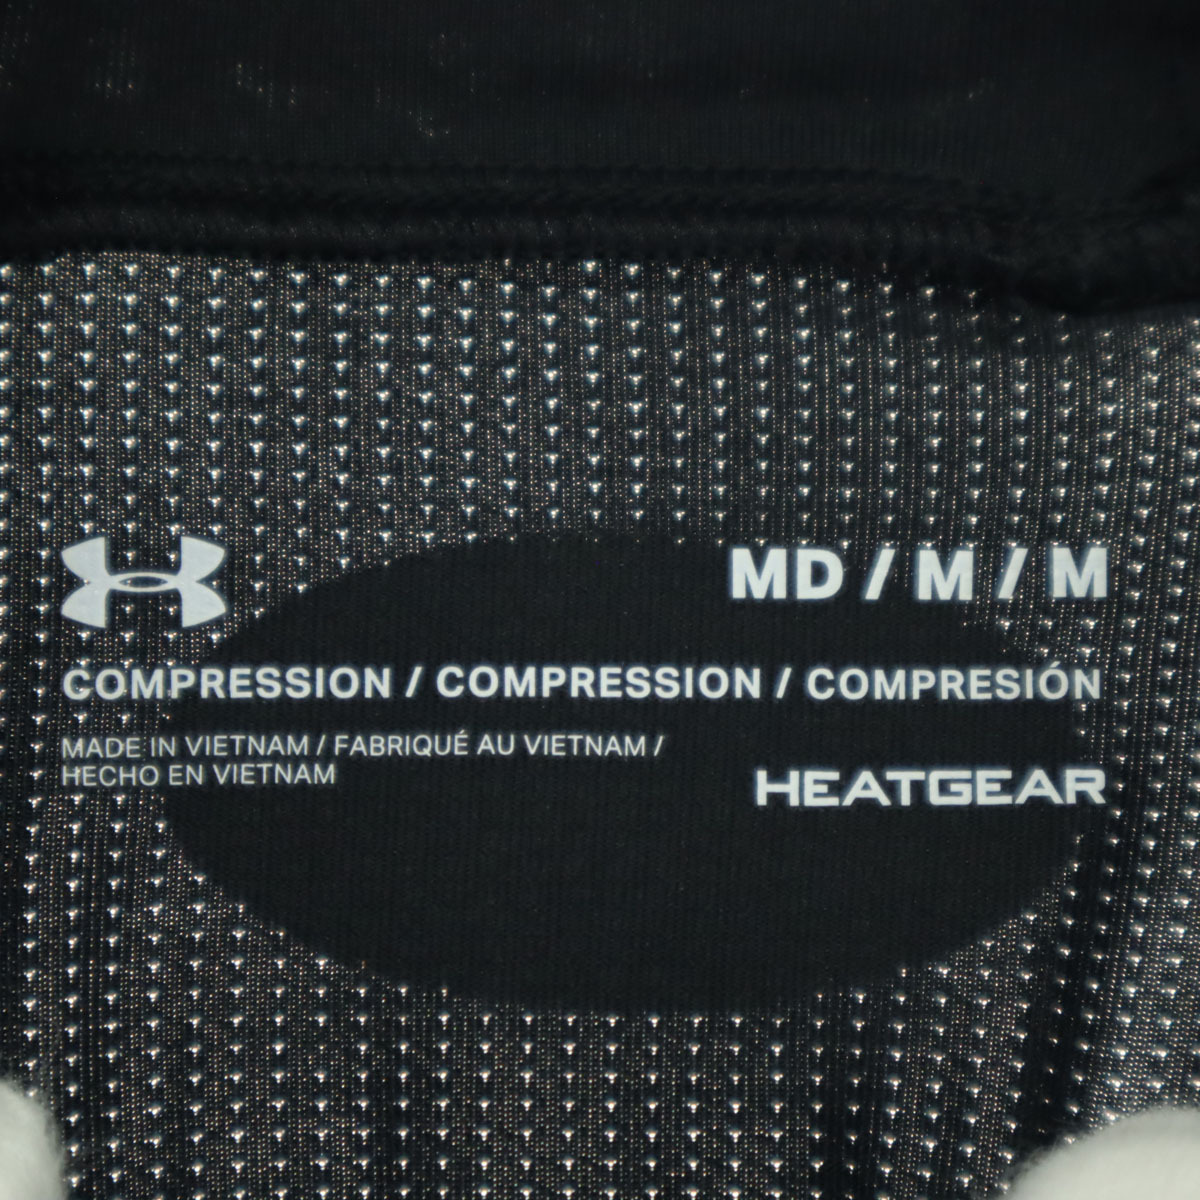 MD / M / M
COMPRESSION / COMPRESSION / COMPRESIÓN
MADE IN VIETNAM / FABRIQUÉ AU VIETNAM /
HECHO EN VIETNAM
HEATGEAR